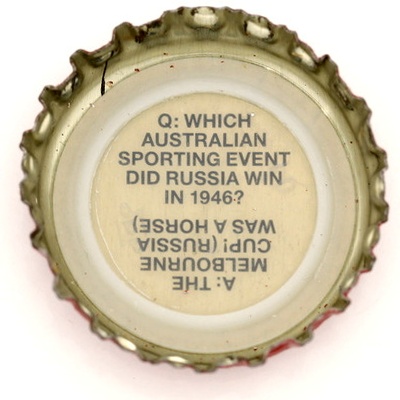 Q: WHICH
AUSTRALIAN
SPORTING EVENT
DID RUSSIA WIN
IN 1946?
A: THE
MELBOURNE
CUP! (RUSSIA
WAS A HORSE)